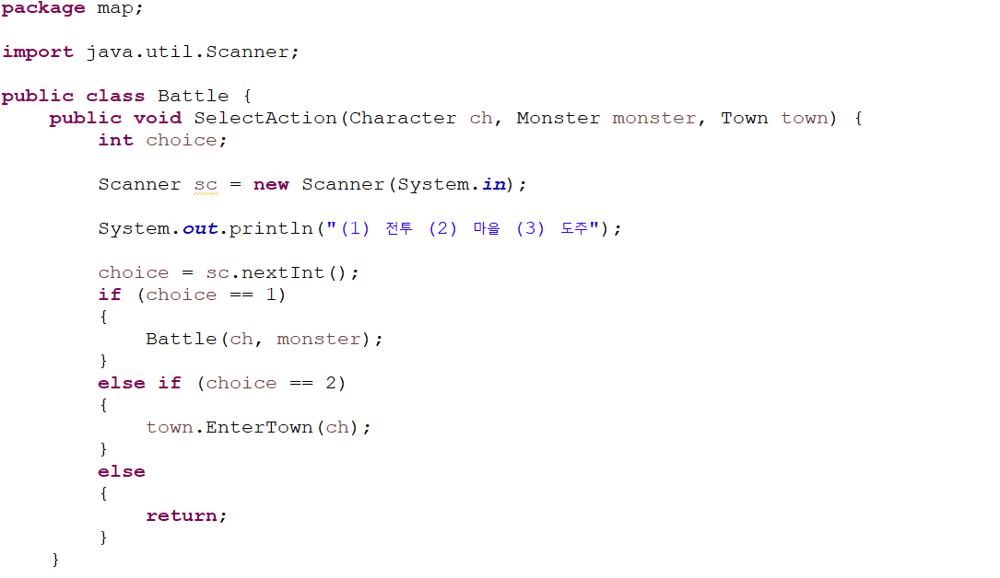 package map;
import java.util.Scanner;
public class Battle {
public void SelectAction(Character ch, Monster monster, Town town) {
int choice;
Scanner sc = new Scanner(System.in);
System.out.println("(1) 전투 (2) 마을 (3) 도주");
choice = sc.nextInt();
if (choice == 1)
{
Battle(ch, monster);
}
else if (choice == 2)
{
town.EnterTown(ch);
}
else
{
return;
}
}